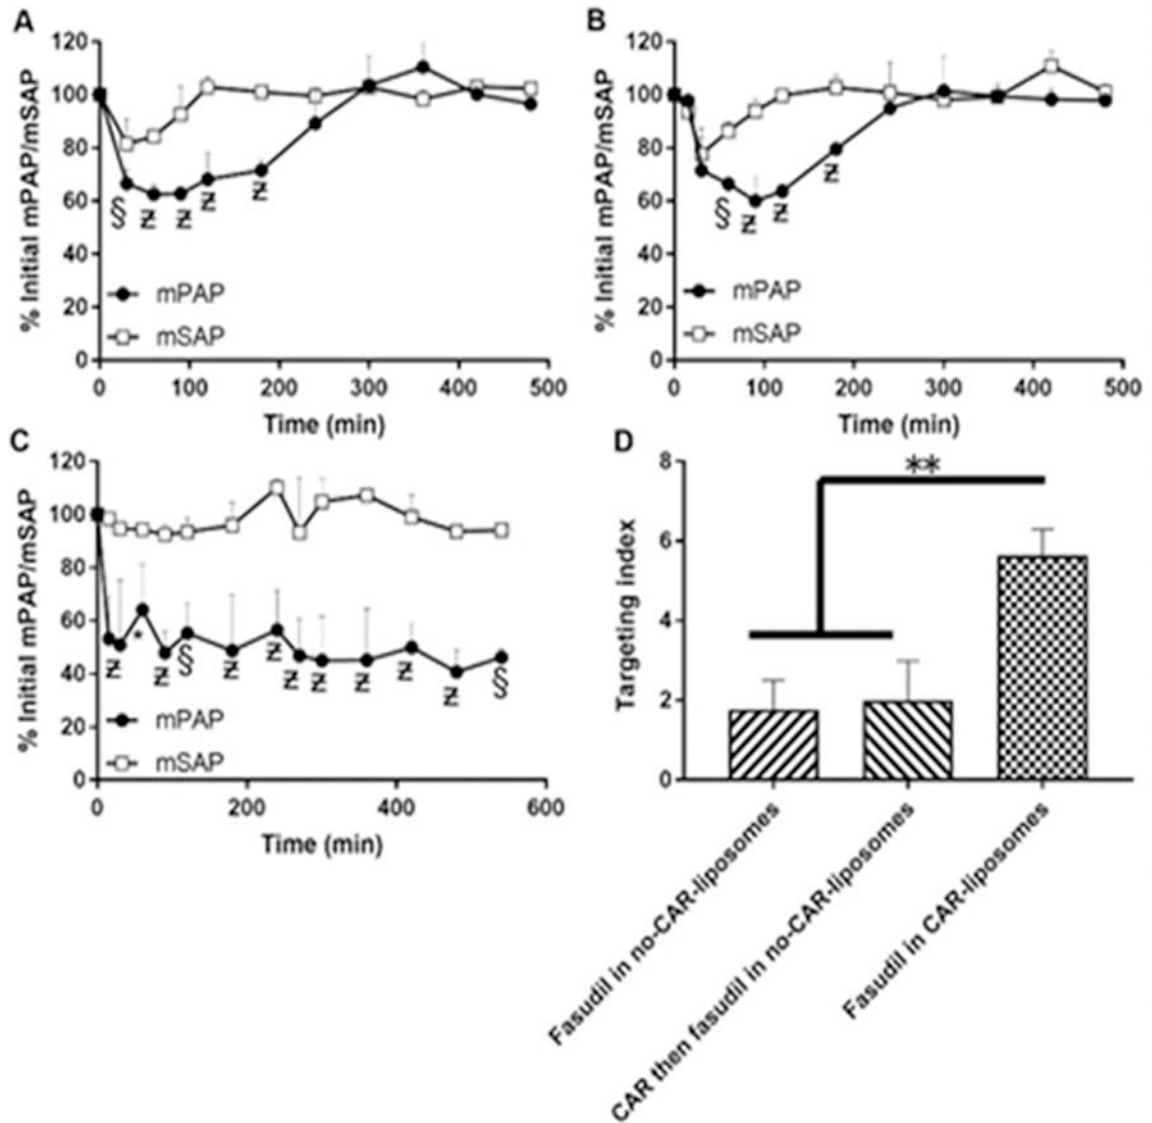 A
% Initial mPAP/mSAP
120
100
80
60
40
20
0
§
Ƶ
Ƶ
Ƶ
Ƶ
mPAP
mSAP
0 100 200 300 400 500
Time (min)
B
% Initial mPAP/mSAP
120
100
80
60
40
20
0
§
Ƶ
Ƶ
Ƶ
mPAP
mSAP
0 100 200 300 400 500
Time (min)
C
% Initial mPAP/mSAP
120
100
80
60
40
20
0
Ƶ
*
Ƶ
§
Ƶ
Ƶ
Ƶ
Ƶ
Ƶ
Ƶ
Ƶ
§
mPAP
mSAP
0 200 400 600
Time (min)
D
Targeting index
8
6
4
2
0
**
Fasudil in no-CAR-liposomes
CAR then fasudil in no-CAR-liposomes
Fasudil in CAR-liposomes